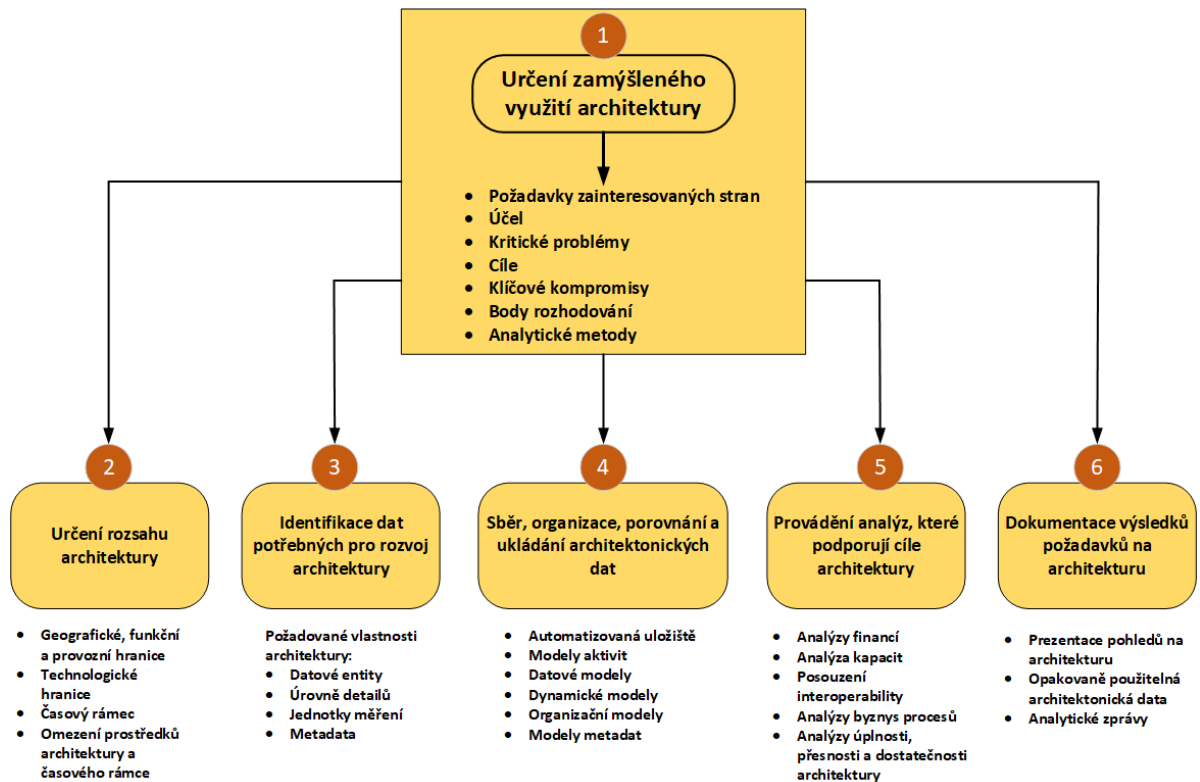 1
Určení zamýšleného
využití architektury
• Požadavky zainteresovaných stran
• Účel
• Kritické problémy
• Cíle
• Klíčové kompromisy
• Body rozhodování
• Analytické metody
2
Určení rozsahu
architektury
• Geografické, funkční
a provozní hranice
• Technologické
hranice
• Časový rámec
• Omezení prostředků
architektury a
časového rámce
3
Identifikace dat
potřebných pro rozvoj
architektury
Požadované vlastnosti
architektury:
• Datové entity
• Úrovně detailů
• Jednotky měření
• Metadata
4
Sběr, organizace, porovnání a
ukládání architektonických
dat
• Automatizovaná uložiště
• Modely aktivit
• Datové modely
• Dynamické modely
• Organizační modely
• Modely metadat
5
Provádění analýz, které
podporují cíle
architektury
• Analýzy financí
• Analýza kapacit
• Posouzení
interoperability
• Analýzy byznys procesů
• Analýzy úplnosti,
přesnosti a dostatečnosti
architektury
6
Dokumentace výsledků
požadavků na
architekturu
• Prezentace pohledů na
architekturu
• Opakovaně použitelná
architektonická data
• Analytické zprávy